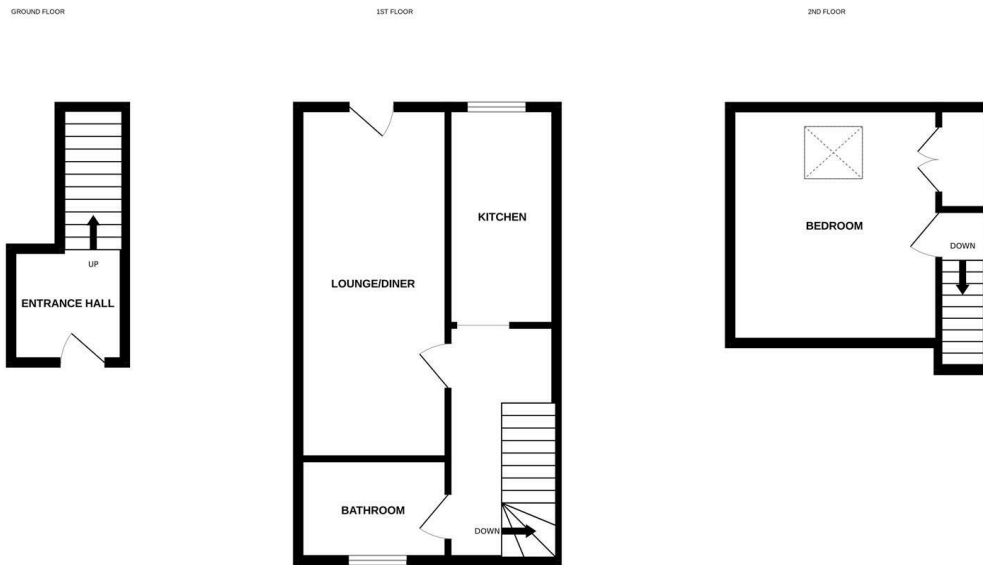 GROUND FLOOR
1ST FLOOR
2ND FLOOR
UP
ENTRANCE HALL
LOUNGE/DINER
KITCHEN
BATHROOM
DOWN
BEDROOM
DOWN